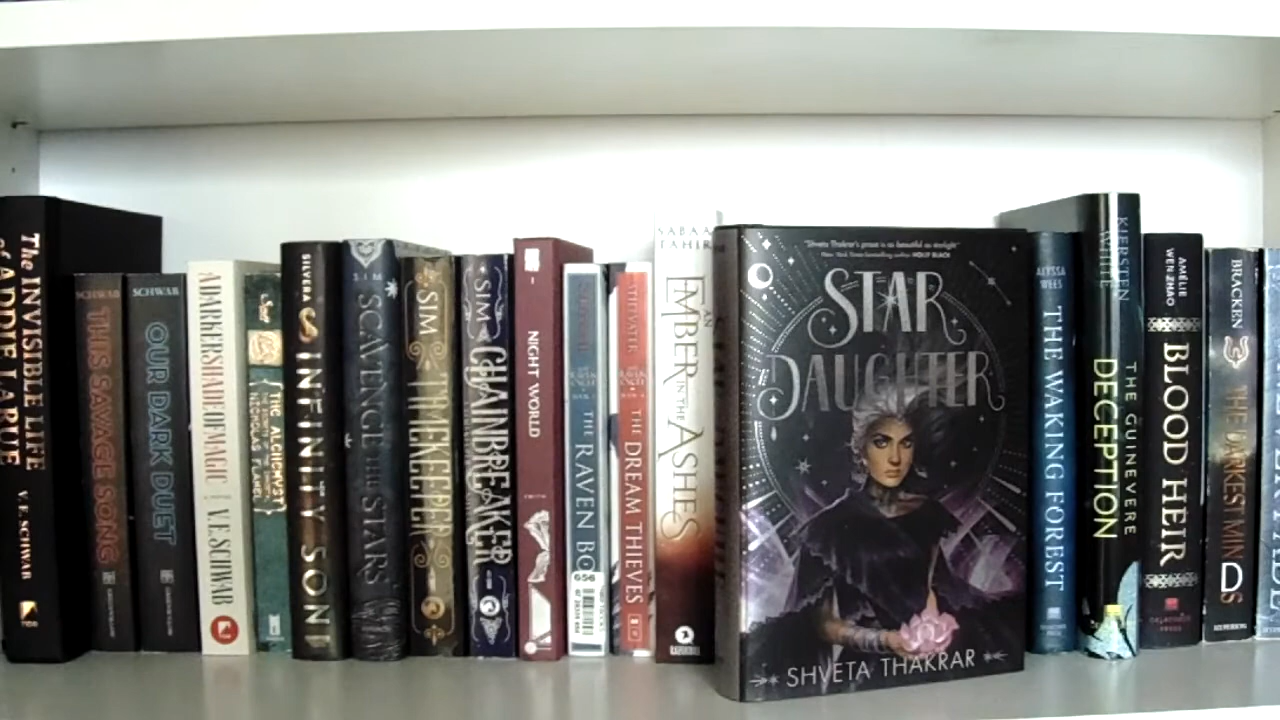 The INVISIBLE LIFE
of ADDIE LARUE
V. E. SCHWAB
SCHWAB
THIS SAVAGE SONG
SCHWAB
OUR DARK DUET
A DARKER SHADE OF MAGIC
V. E. SCHWAB
THE ALCHEMYST
NICHOLAS FLAMEL
SILVERA
INFINITY SON
SIM
SCAVENGE THE STARS
SIM
TIMEKEEPER
SIM
CHAINBREAKER
1
NIGHT WORLD
THE RAVEN BO
656
STIEFVATER
THE DREAM THIEVES
SABAA
TAHIR
AN
EMBER IN THE ASHES
"Shveta Thakrar's prose is as beautiful as starlight"
HOLLY BLACK
STAR
DAUGHTER
SHVETA THAKRAR
ALYSSA
WEES
THE WAKING FOREST
KIERSTEN
WHITE
THE GUINEVERE
DECEPTION
AMÉLIE
WEN ZHAO
BLOOD HEIR
BRACKEN
THE DARKEST MINDS